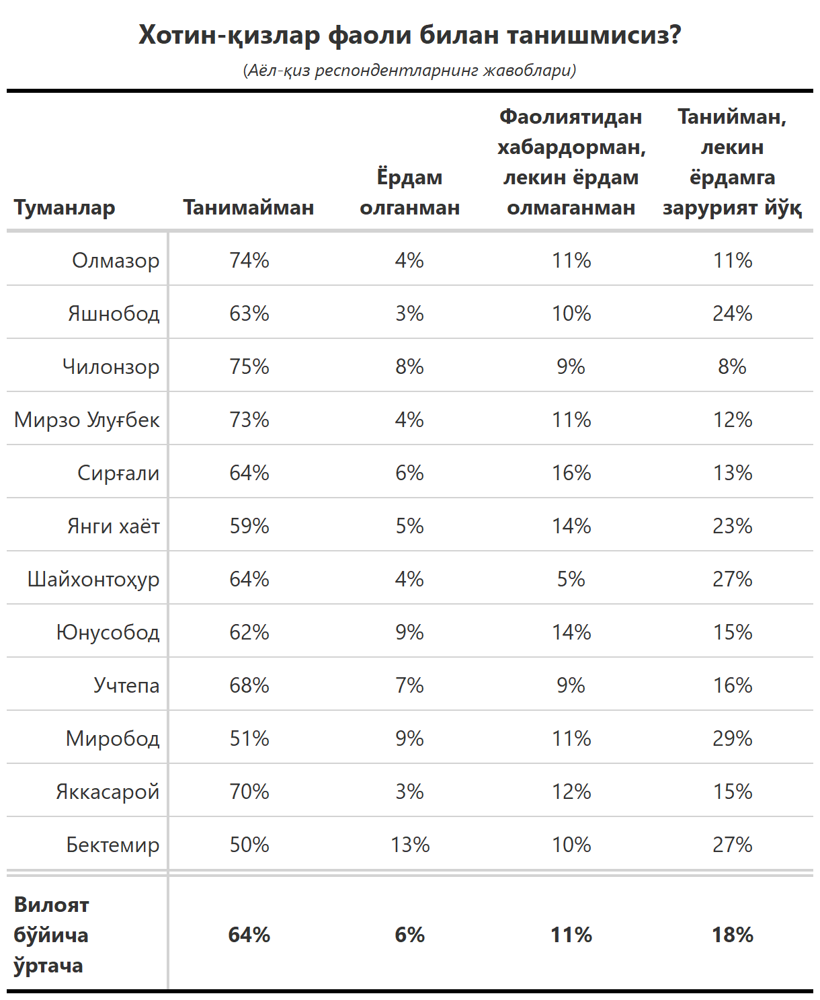 Хотин-қизлар фаоли билан танишмисиз?
(Аёл-қиз респондентларнинг жавоблари)
Туманлар Танимайман Ёрдам олганман Фаолиятидан хабардорман, лекин ёрдам олмаганман Танийман, лекин ёрдамга зарурият йўқ
Олмазор 74% 4% 11% 11%
Яшнобод 63% 3% 10% 24%
Чилонзор 75% 8% 9% 8%
Мирзо Улуғбек 73% 4% 11% 12%
Сирғали 64% 6% 16% 13%
Янги хаёт 59% 5% 14% 23%
Шайхонтоҳур 64% 4% 5% 27%
Юнусобод 62% 9% 14% 15%
Учтепа 68% 7% 9% 16%
Миробод 51% 9% 11% 29%
Яккасарой 70% 3% 12% 15%
Бектемир 50% 13% 10% 27%
Вилоят бўйича ўртача 64% 6% 11% 18%